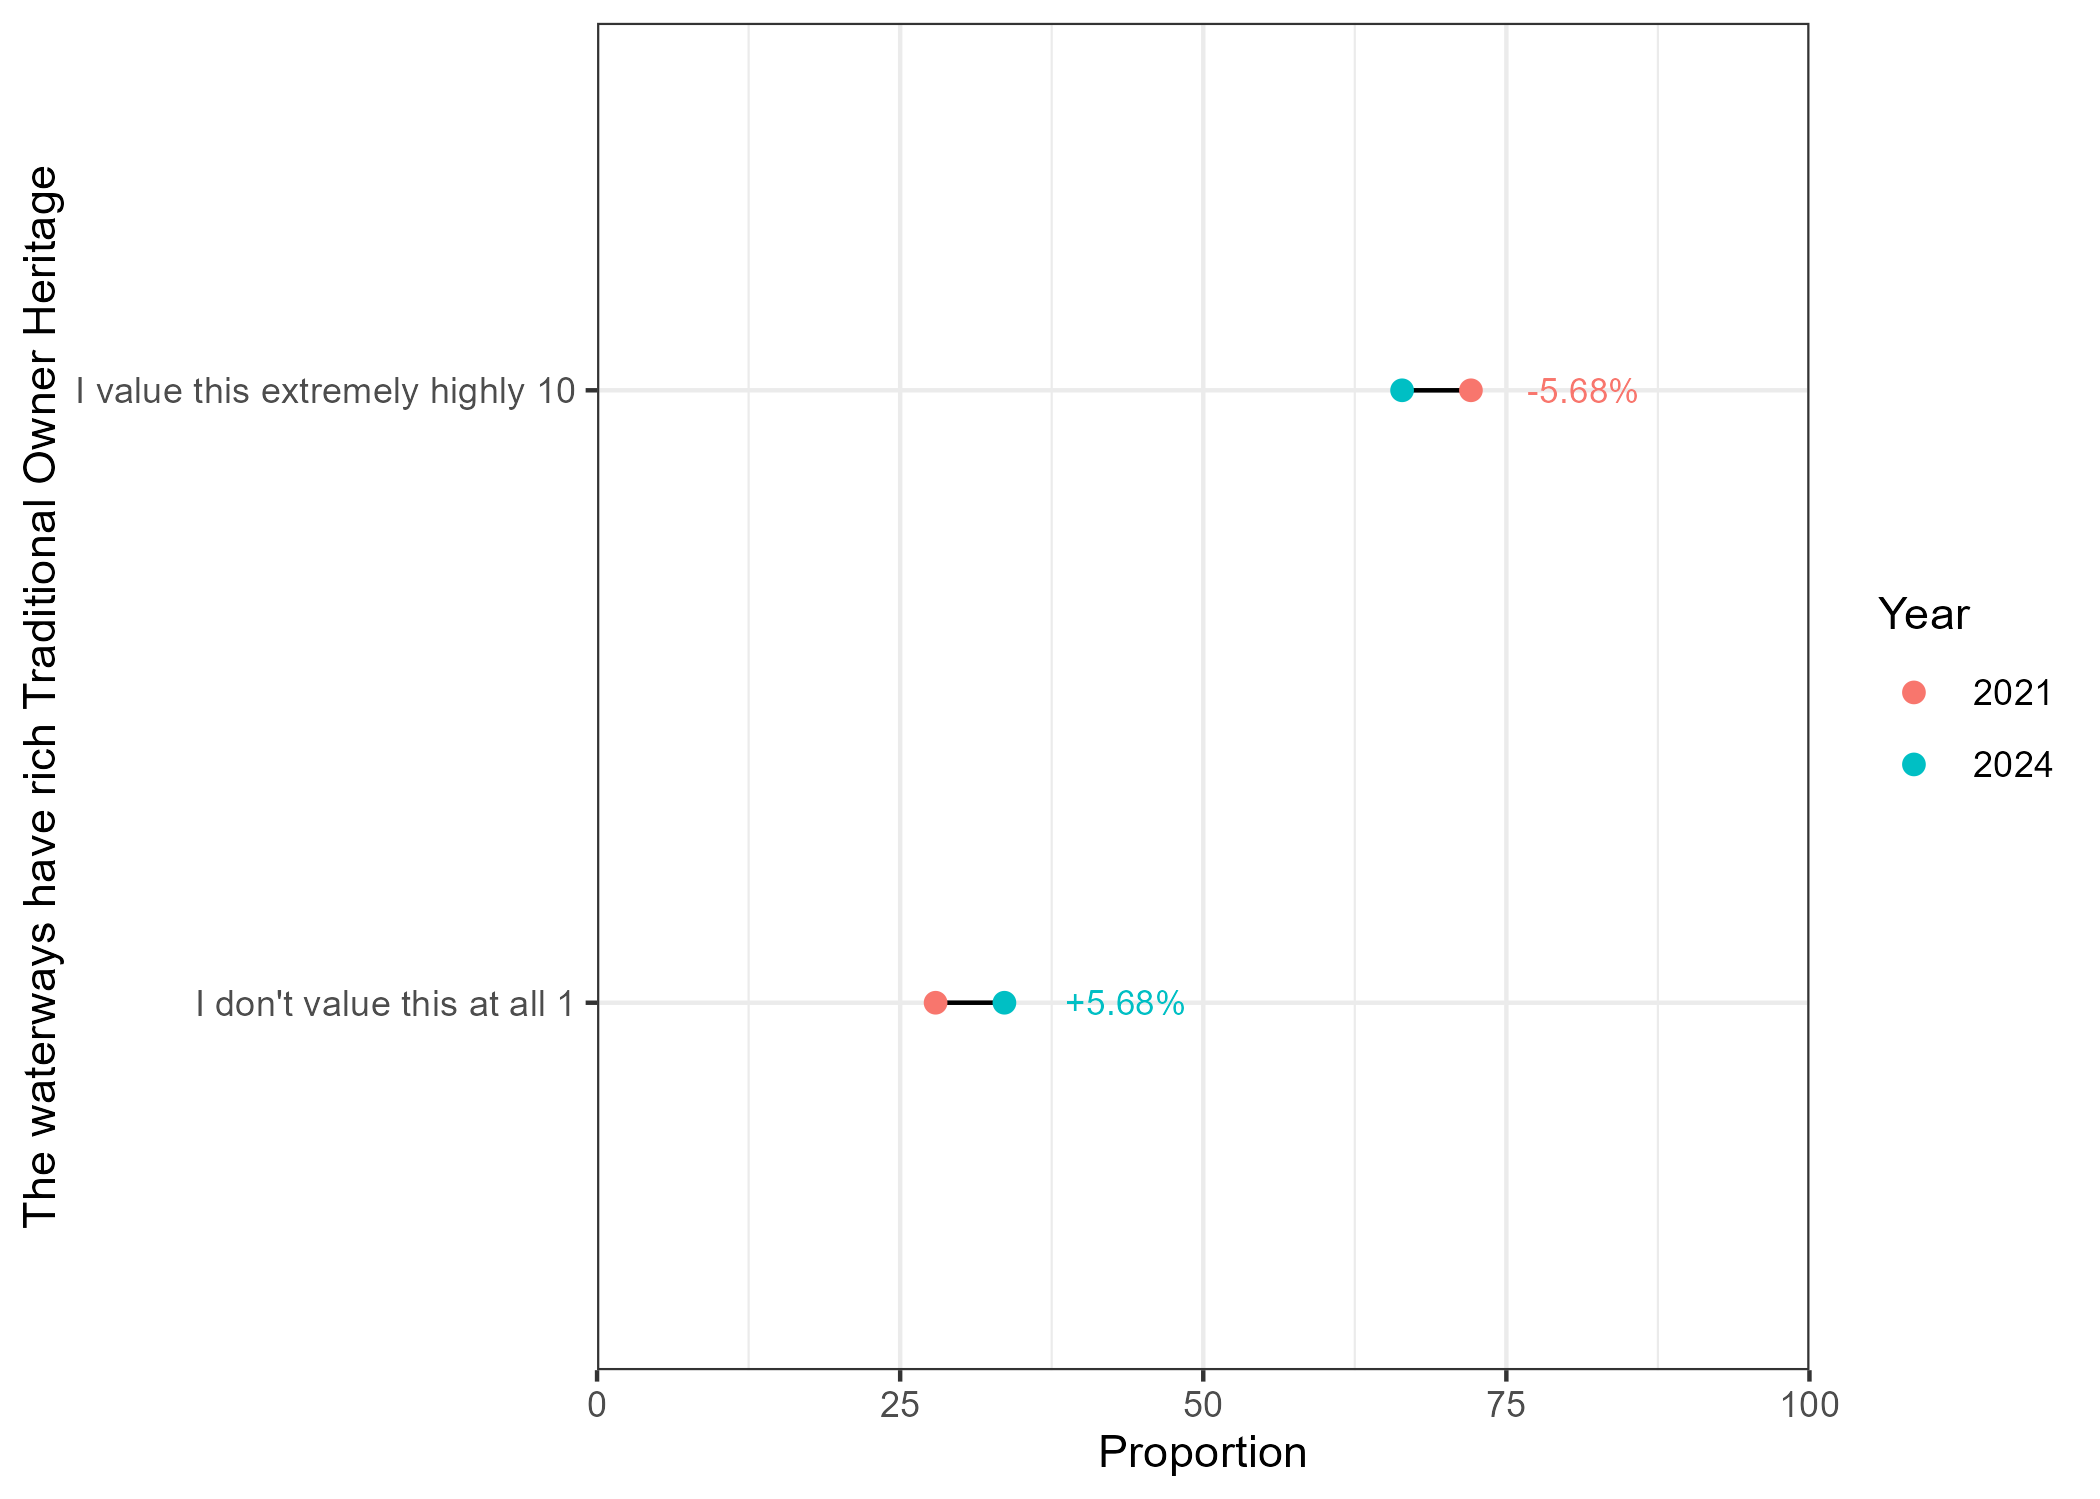 The waterways have rich Traditional Owner Heritage
I value this extremely highly 10
-5.68%
I don't value this at all 1
+5.68%
0
25
50
75
100
Proportion
Year
2021
2024